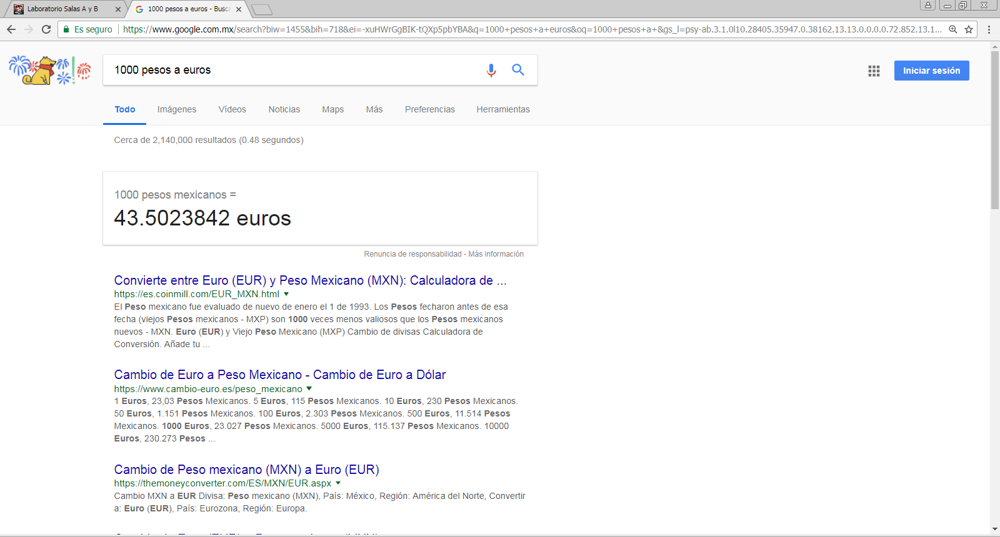 Laboratorio Salas A y B
1000 pesos a euros - Busc
Es seguro
https://www.google.com.mx/search?biw=1455&bih=718&ei=-xuHWrGgBIK-tQXp5pbYBA&q=1000+pesos+a+euros&oq=1000+pesos+a+&gs_l=psy-ab.3.1.0l10.28405.35947.0.38162.13.13.0.0.0.0.72.852.13.1...
1000 pesos a euros
Iniciar sesión
Todo Imágenes Vídeos Noticias Maps Más Preferencias Herramientas
Cerca de 2,140,000 resultados (0.48 segundos)
1000 pesos mexicanos =
43.5023842 euros
Renuncia de responsabilidad - Más información
Convierte entre Euro (EUR) y Peso Mexicano (MXN): Calculadora de ...
https://es.coinmill.com/EUR_MXN.html
El Peso mexicano fue evaluado de nuevo de enero el 1 de 1993. Los Pesos fecharon antes de esa
fecha (viejos Pesos mexicanos - MXP) son 1000 veces menos valiosos que los Pesos mexicanos
nuevos - MXN. Euro (EUR) y Viejo Peso Mexicano (MXP) Cambio de divisas Calculadora de
Conversión. Añade tu ...
Cambio de Euro a Peso Mexicano - Cambio de Euro a Dólar
https://www.cambio-euro.es/peso_mexicano
1 Euros, 23,03 Pesos Mexicanos. 5 Euros, 115 Pesos Mexicanos. 10 Euros, 230 Pesos Mexicanos.
50 Euros, 1.151 Pesos Mexicanos. 100 Euros, 2.303 Pesos Mexicanos. 500 Euros, 11.514 Pesos
Mexicanos. 1000 Euros, 23.027 Pesos Mexicanos. 5000 Euros, 115.137 Pesos Mexicanos. 10000
Euros, 230.273 Pesos ...
Cambio de Peso mexicano (MXN) a Euro (EUR)
https://themoneyconverter.com/ES/MXN/EUR.aspx
Cambio MXN a EUR Divisa: Peso mexicano (MXN), País: México, Región: América del Norte, Convertir
a: Euro (EUR), País: Eurozona, Región: Europa.